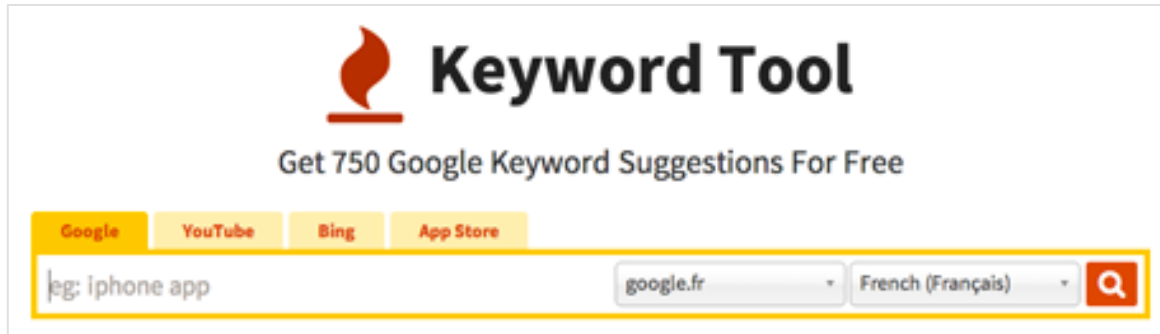 Keyword Tool
Get 750 Google Keyword Suggestions For Free
Google YouTube Bing App Store
eg: iphone app google.fr French (Français)